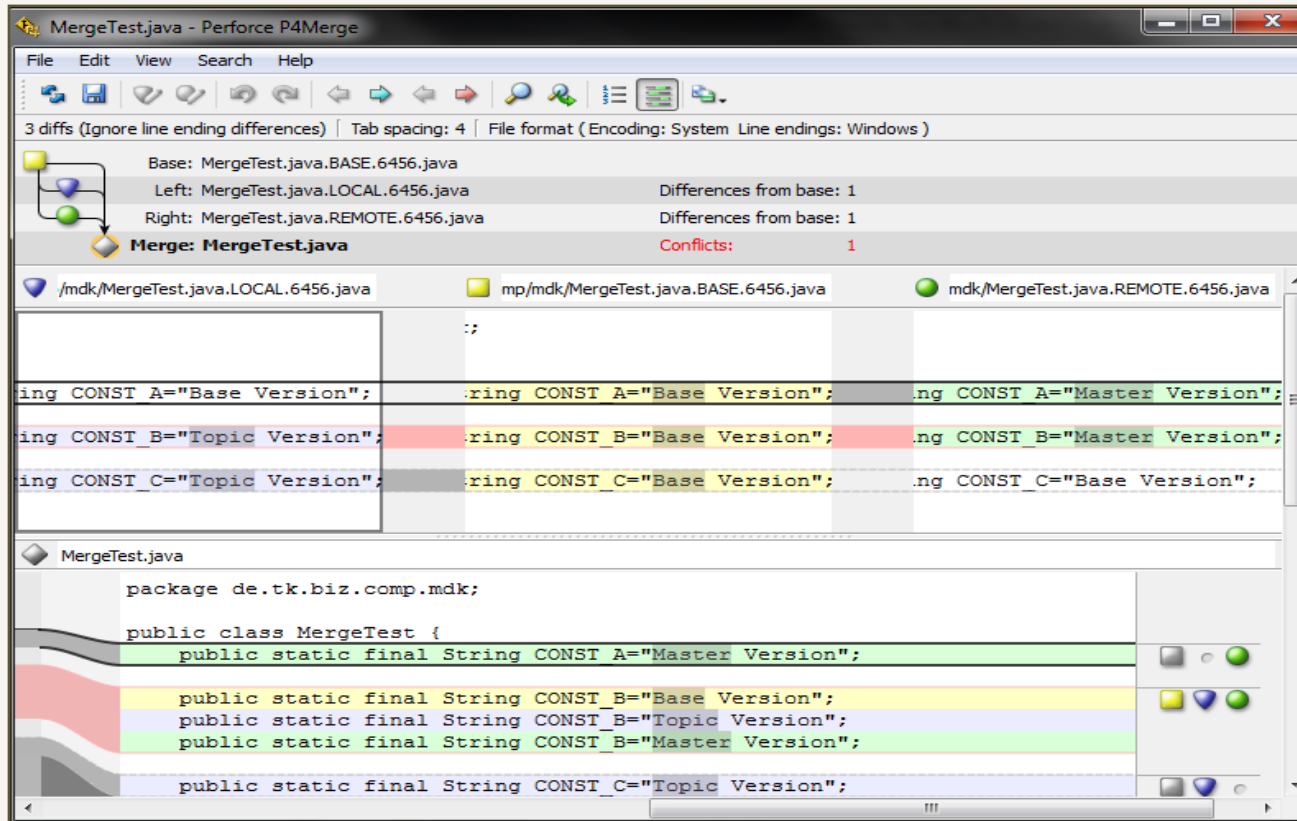 MergeTest.java - Perforce P4Merge
File Edit View Search Help
3 diffs (Ignore line ending differences) | Tab spacing: 4 | File format ( Encoding: System Line endings: Windows )
Base: MergeTest.java.BASE.6456.java
Left: MergeTest.java.LOCAL.6456.java Differences from base: 1
Right: MergeTest.java.REMOTE.6456.java Differences from base: 1
Merge: MergeTest.java Conflicts: 1
/mdk/MergeTest.java.LOCAL.6456.java mp/mdk/MergeTest.java.BASE.6456.java mdk/MergeTest.java.REMOTE.6456.java
;
ing CONST_A="Base Version"; ring CONST_A="Base Version"; ng CONST_A="Master Version";
ing CONST_B="Topic Version"; ring CONST_B="Base Version"; ng CONST_B="Master Version";
ing CONST_C="Topic Version"; ring CONST_C="Base Version"; ng CONST_C="Base Version";
MergeTest.java
package de.tk.biz.comp.mdk;
public class MergeTest {
public static final String CONST_A="Master Version";
public static final String CONST_B="Base Version";
public static final String CONST_B="Topic Version";
public static final String CONST_B="Master Version";
public static final String CONST_C="Topic Version";